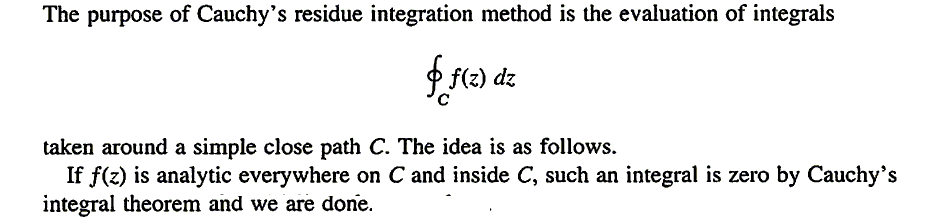 The purpose of Cauchy's residue integration method is the evaluation of integrals
∮_C f(z) dz
taken around a simple close path C. The idea is as follows.
If f(z) is analytic everywhere on C and inside C, such an integral is zero by Cauchy's
integral theorem and we are done.